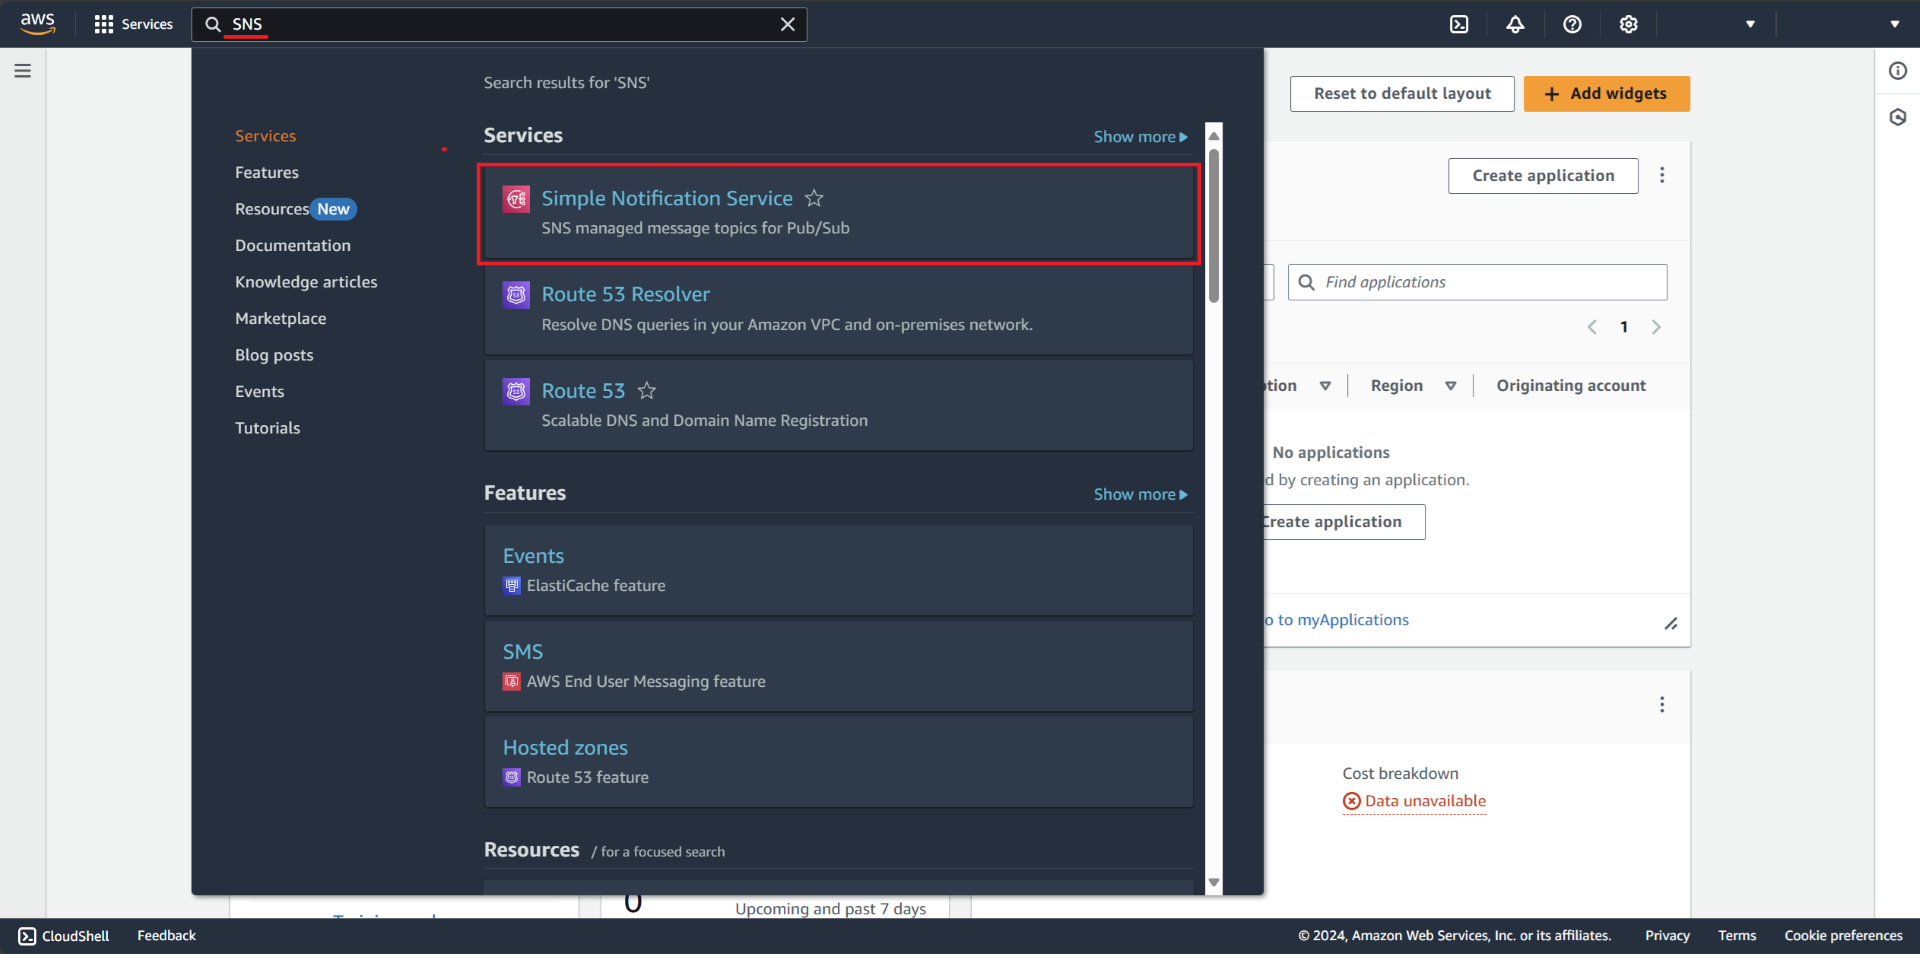 aws
Services
SNS
Search results for 'SNS'
Reset to default layout
+ Add widgets
Services
Features
Resources New
Documentation
Knowledge articles
Marketplace
Blog posts
Events
Tutorials
Services
Show more
Simple Notification Service
SNS managed message topics for Pub/Sub
Route 53 Resolver
Resolve DNS queries in your Amazon VPC and on-premises network.
Route 53
Scalable DNS and Domain Name Registration
Features
Show more
Events
ElastiCache feature
SMS
AWS End User Messaging feature
Hosted zones
Route 53 feature
Resources / for a focused search
Create application
Find applications
1
Region
Originating account
No applications
by creating an application.
Create application
to myApplications
Cost breakdown
Data unavailable
0
Upcoming and past 7 days
CloudShell
Feedback
© 2024, Amazon Web Services, Inc. or its affiliates.
Privacy
Terms
Cookie preferences